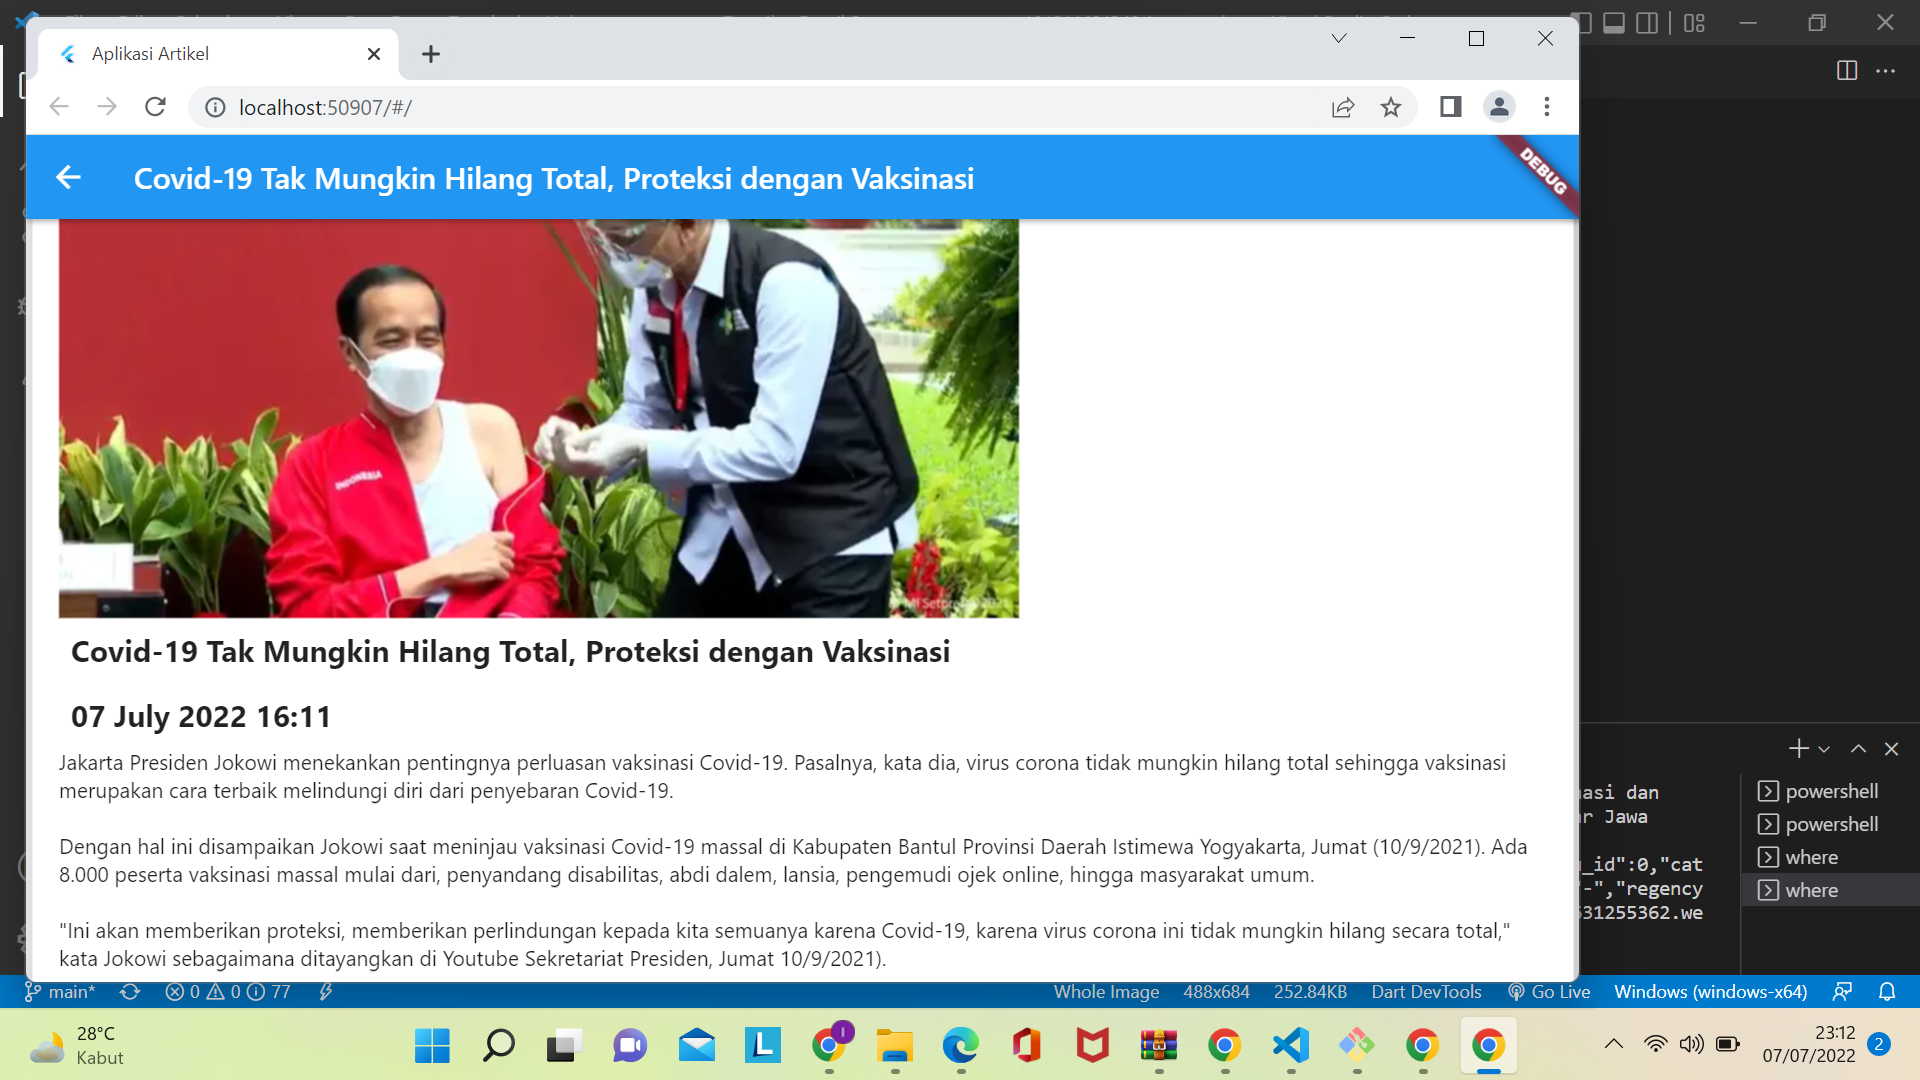 Aplikasi Artikel
localhost:50907/#/
Covid-19 Tak Mungkin Hilang Total, Proteksi dengan Vaksinasi
DEBUG
INDONESIA
Covid-19 Tak Mungkin Hilang Total, Proteksi dengan Vaksinasi
07 July 2022 16:11
Jakarta Presiden Jokowi menekankan pentingnya perluasan vaksinasi Covid-19. Pasalnya, kata dia, virus corona tidak mungkin hilang total sehingga vaksinasi
merupakan cara terbaik melindungi diri dari penyebaran Covid-19.
Dengan hal ini disampaikan Jokowi saat meninjau vaksinasi Covid-19 massal di Kabupaten Bantul Provinsi Daerah Istimewa Yogyakarta, Jumat (10/9/2021). Ada
8.000 peserta vaksinasi massal mulai dari, penyandang disabilitas, abdi dalem, lansia, pengemudi ojek online, hingga masyarakat umum.
"Ini akan memberikan proteksi, memberikan perlindungan kepada kita semuanya karena Covid-19, karena virus corona ini tidak mungkin hilang secara total,"
kata Jokowi sebagaimana ditayangkan di Youtube Sekretariat Presiden, Jumat 10/9/2021).
asi dan
r Jawa
_id":0,"cat
"-","regency
31255362.we
powershell
powershell
where
where
main*
0 0 77
Whole Image 488x684 252.84KB Dart DevTools Go Live Windows (windows-x64)
28°C
Kabut
23:12
07/07/2022
2